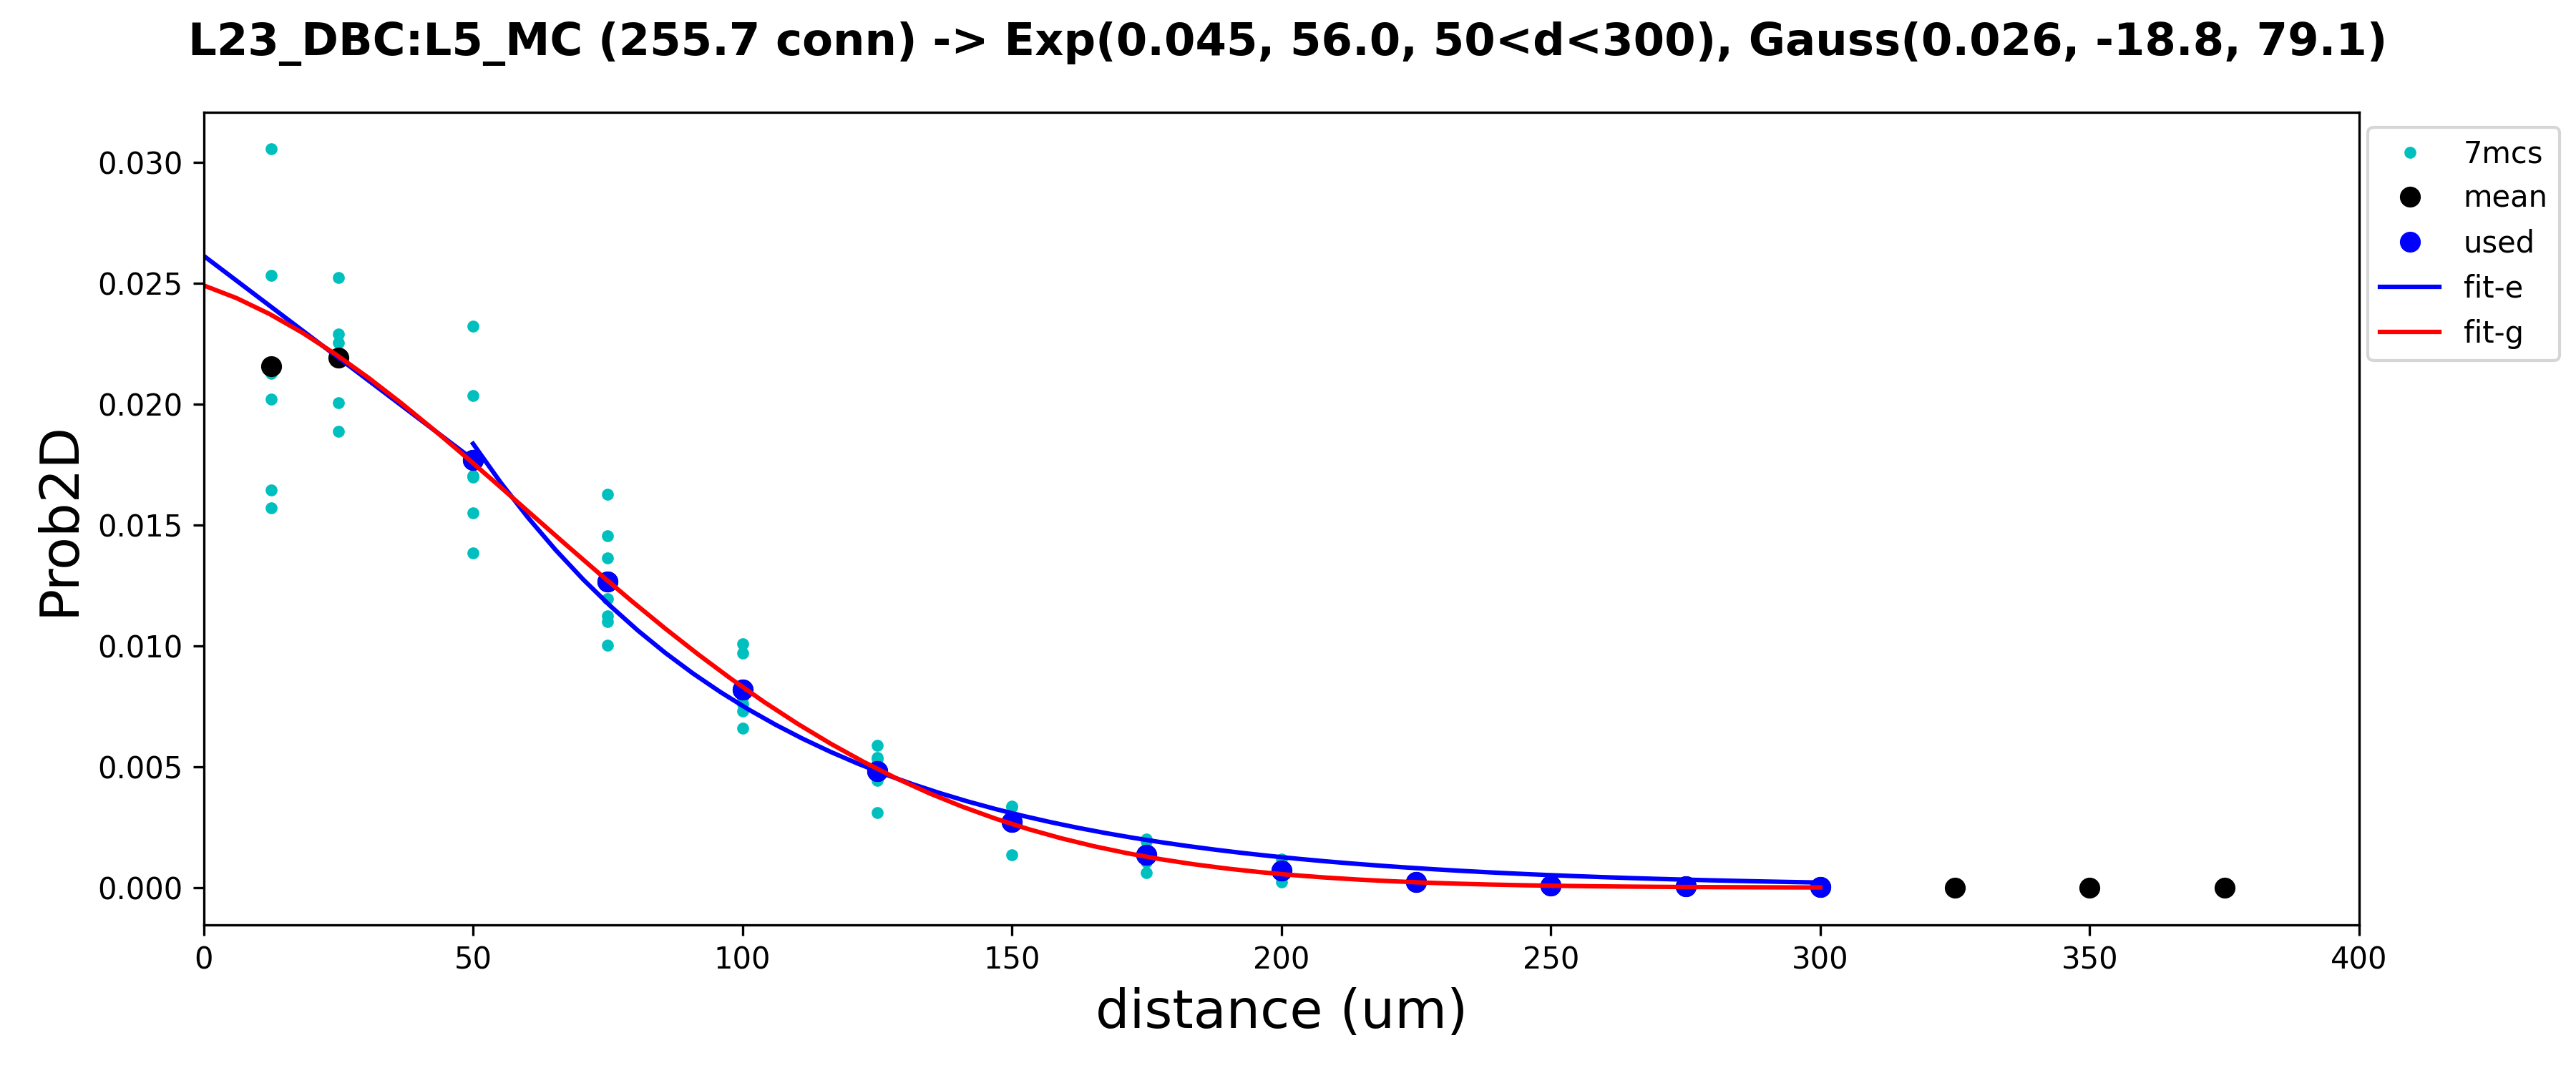 L23_DBC:L5_MC (255.7 conn) -> Exp(0.045, 56.0, 50<d<300), Gauss(0.026, -18.8, 79.1)
Prob2D
0.030
0.025
0.020
0.015
0.010
0.005
0.000
0 50 100 150 200 250 300 350 400
distance (um)
7mcs
mean
used
fit-e
fit-g